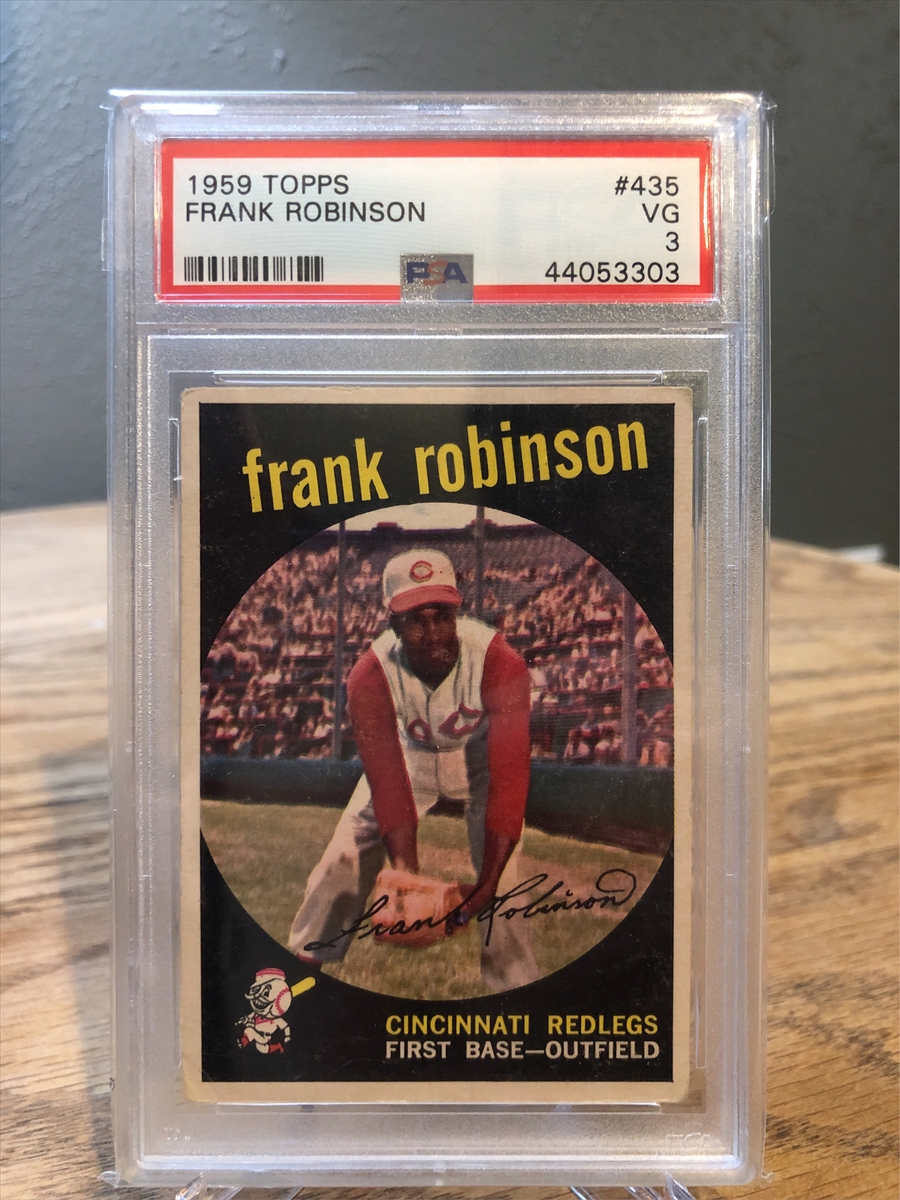 1959 TOPPS #435
FRANK ROBINSON VG
3
PSA 44053303
frank robinson
C
Frank Robinson
CINCINNATI REDLEGS
FIRST BASE—OUTFIELD